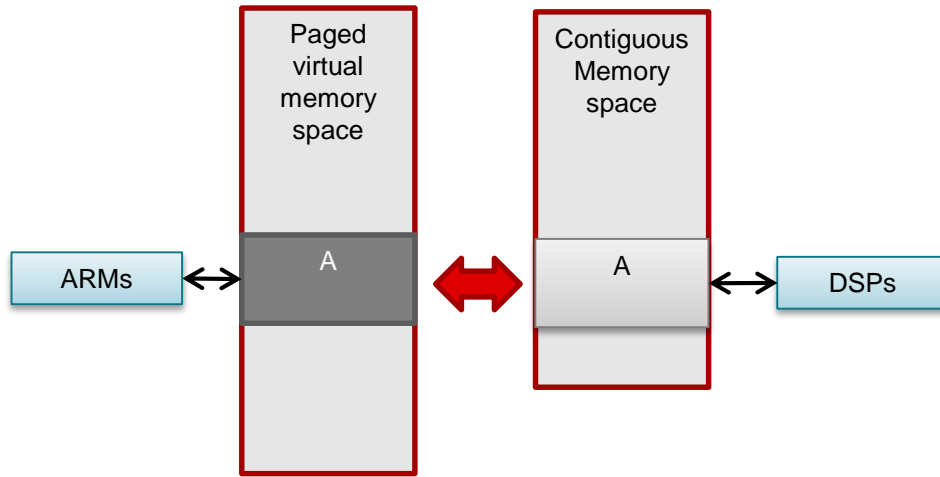 Paged
virtual
memory
space
Contiguous
Memory
space
A
A
ARMs
DSPs